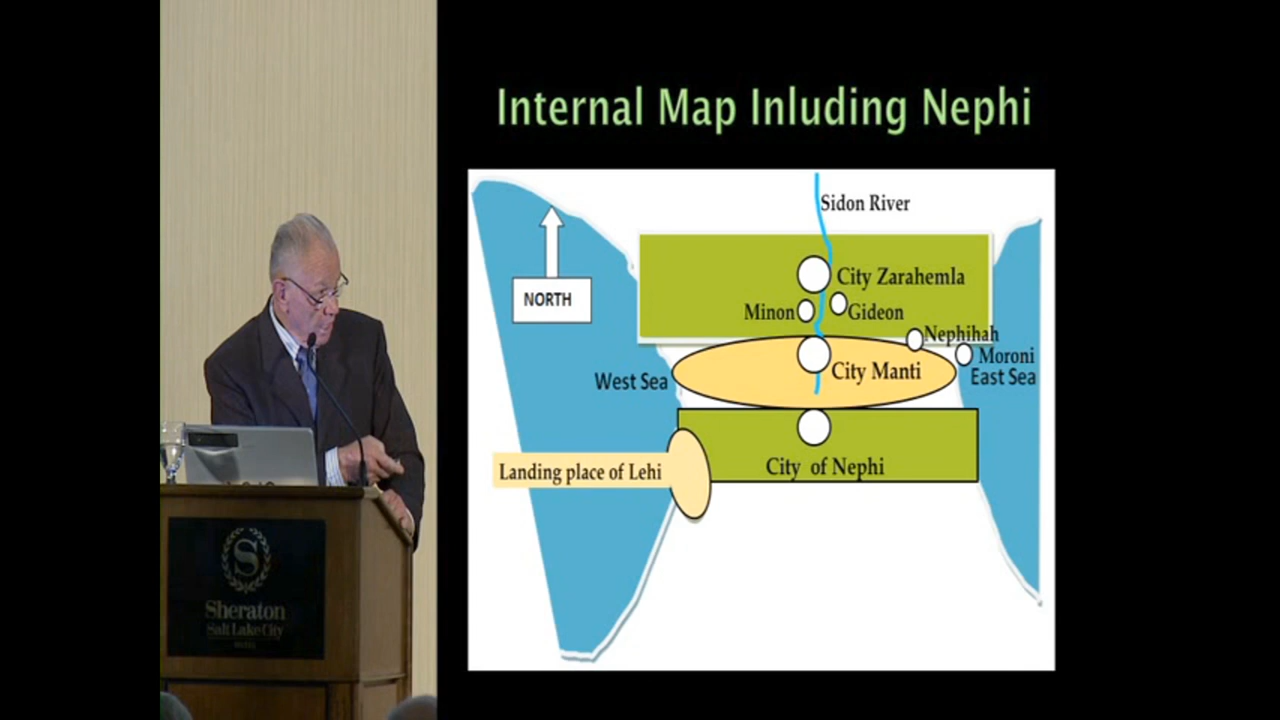 Internal Map Inluding Nephi
Sidon River
NORTH
City Zarahemla
Minon
Gideon
Nephihah
Moroni
East Sea
West Sea
City Manti
Landing place of Lehi
City of Nephi
S
Sheraton
Salt Lake City
HOTEL